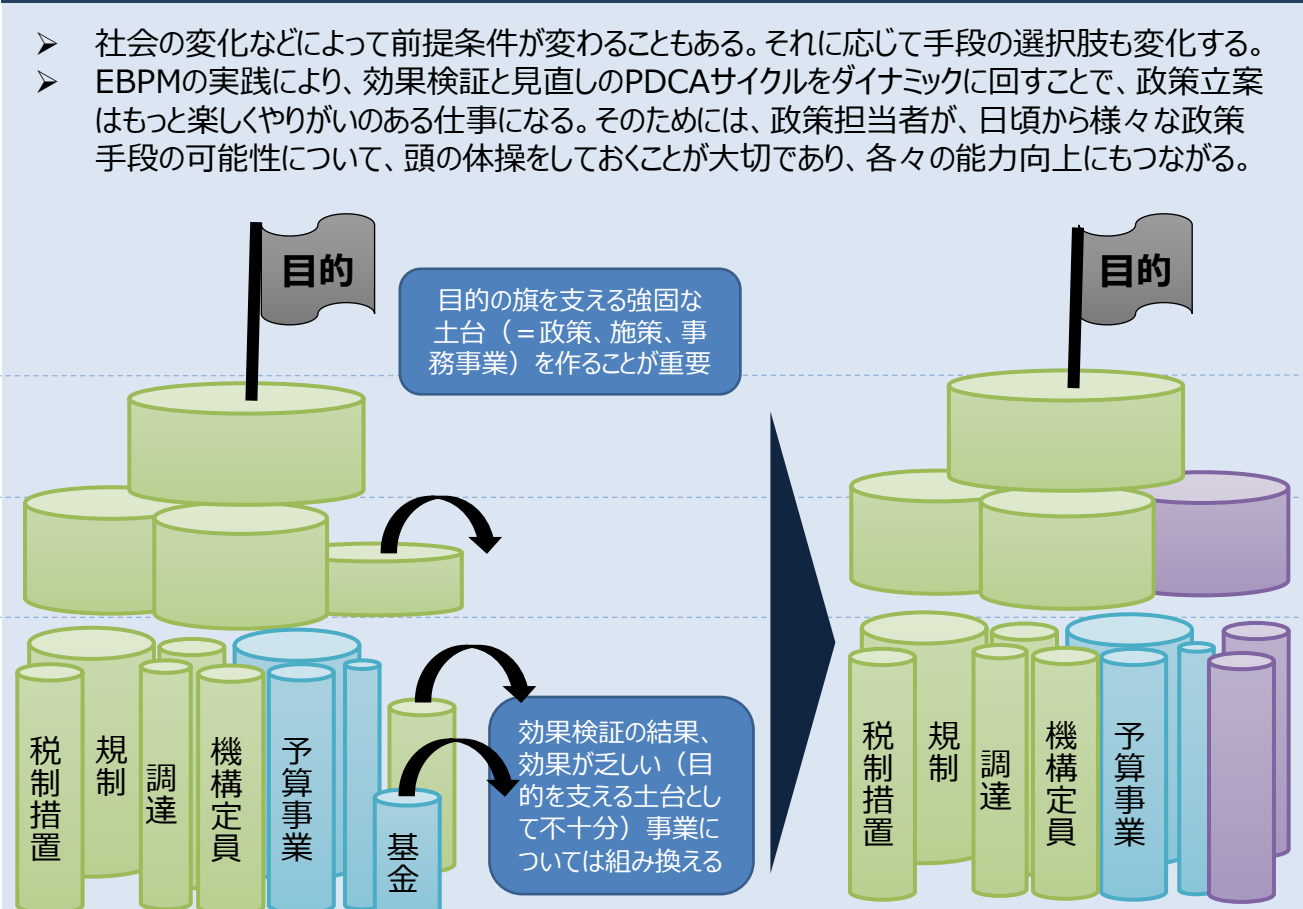 ➢ 社会の変化などによって前提条件が変わることもある。それに応じて手段の選択肢も変化する。
➢ EBPMの実践により、効果検証と見直しのPDCAサイクルをダイナミックに回すことで、政策立案
はもっと楽しくやりがいのある仕事になる。そのためには、政策担当者が、日頃から様々な政策
手段の可能性について、頭の体操をしておくことが大切であり、各々の能力向上にもつながる。
目的
目的の旗を支える強固な
土台（＝政策、施策、事
務事業）を作ることが重要
税制措置
規制
調達
機構定員
予算事業
基金
効果検証の結果、
効果が乏しい（目
的を支える土台とし
て不十分）事業に
ついては組み換える
目的
税制措置
規制
調達
機構定員
予算事業